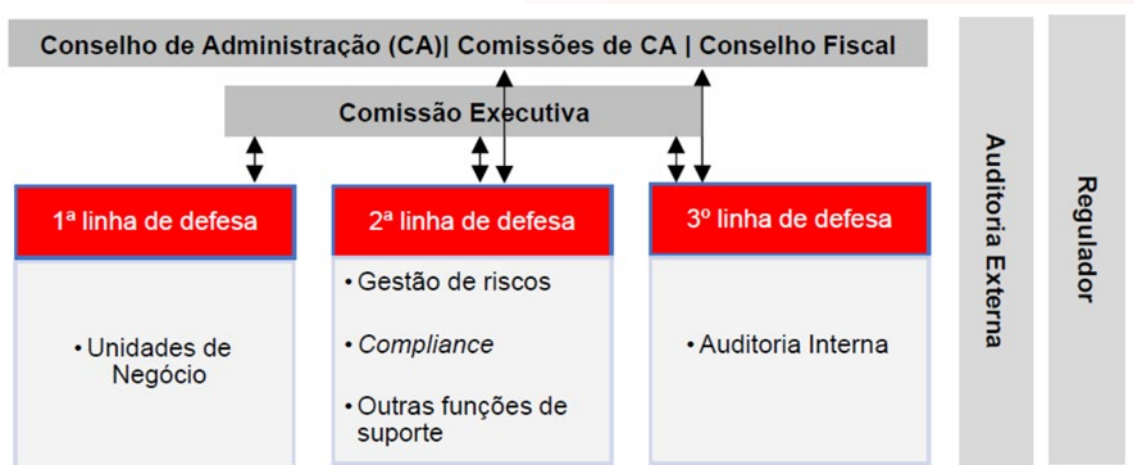 Conselho de Administração (CA)| Comissões de CA | Conselho Fiscal
Comissão Executiva
1ª linha de defesa
• Unidades de
Negócio
2ª linha de defesa
• Gestão de riscos
• Compliance
• Outras funções de
suporte
3º linha de defesa
• Auditoria Interna
Auditoria Externa
Regulador